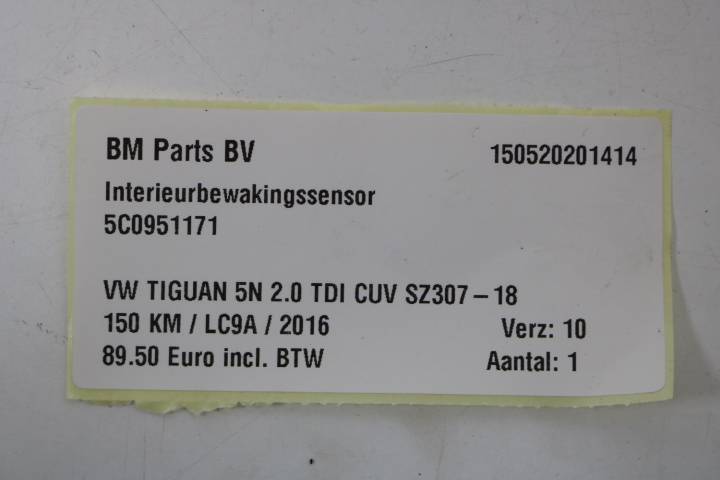 BM Parts BV 150520201414
Interieurbewakingssensor
5C0951171
VW TIGUAN 5N 2.0 TDI CUV SZ307-18
150 KM / LC9A / 2016 Verz: 10
89.50 Euro incl. BTW Aantal: 1